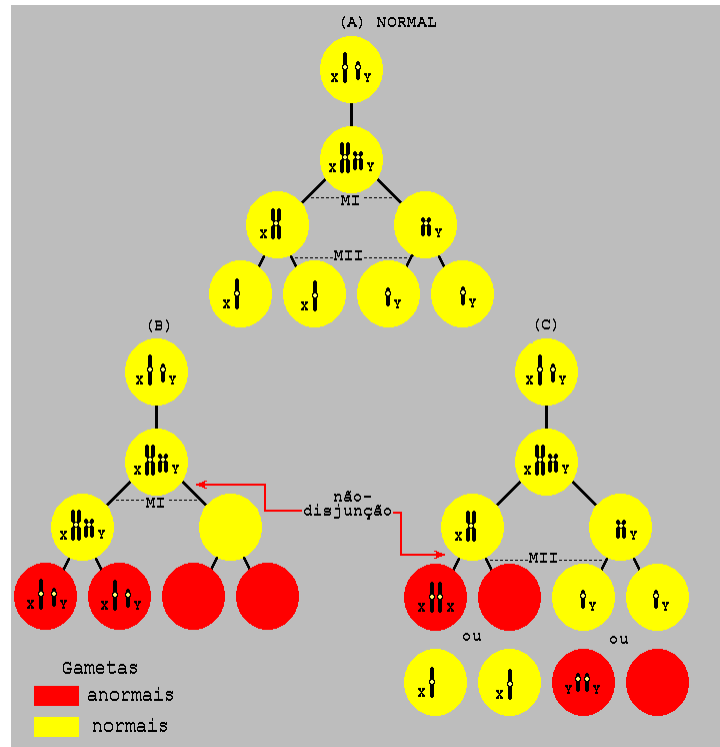 (A) NORMAL
X Y
X Y
MI
X Y
MII
X X Y Y
(B) (C)
X Y X Y
X Y X Y
MI
não-
disjunção
X Y X Y
MII
X Y X Y X X Y Y
ou ou
X X Y Y
Gametas
anormais
normais